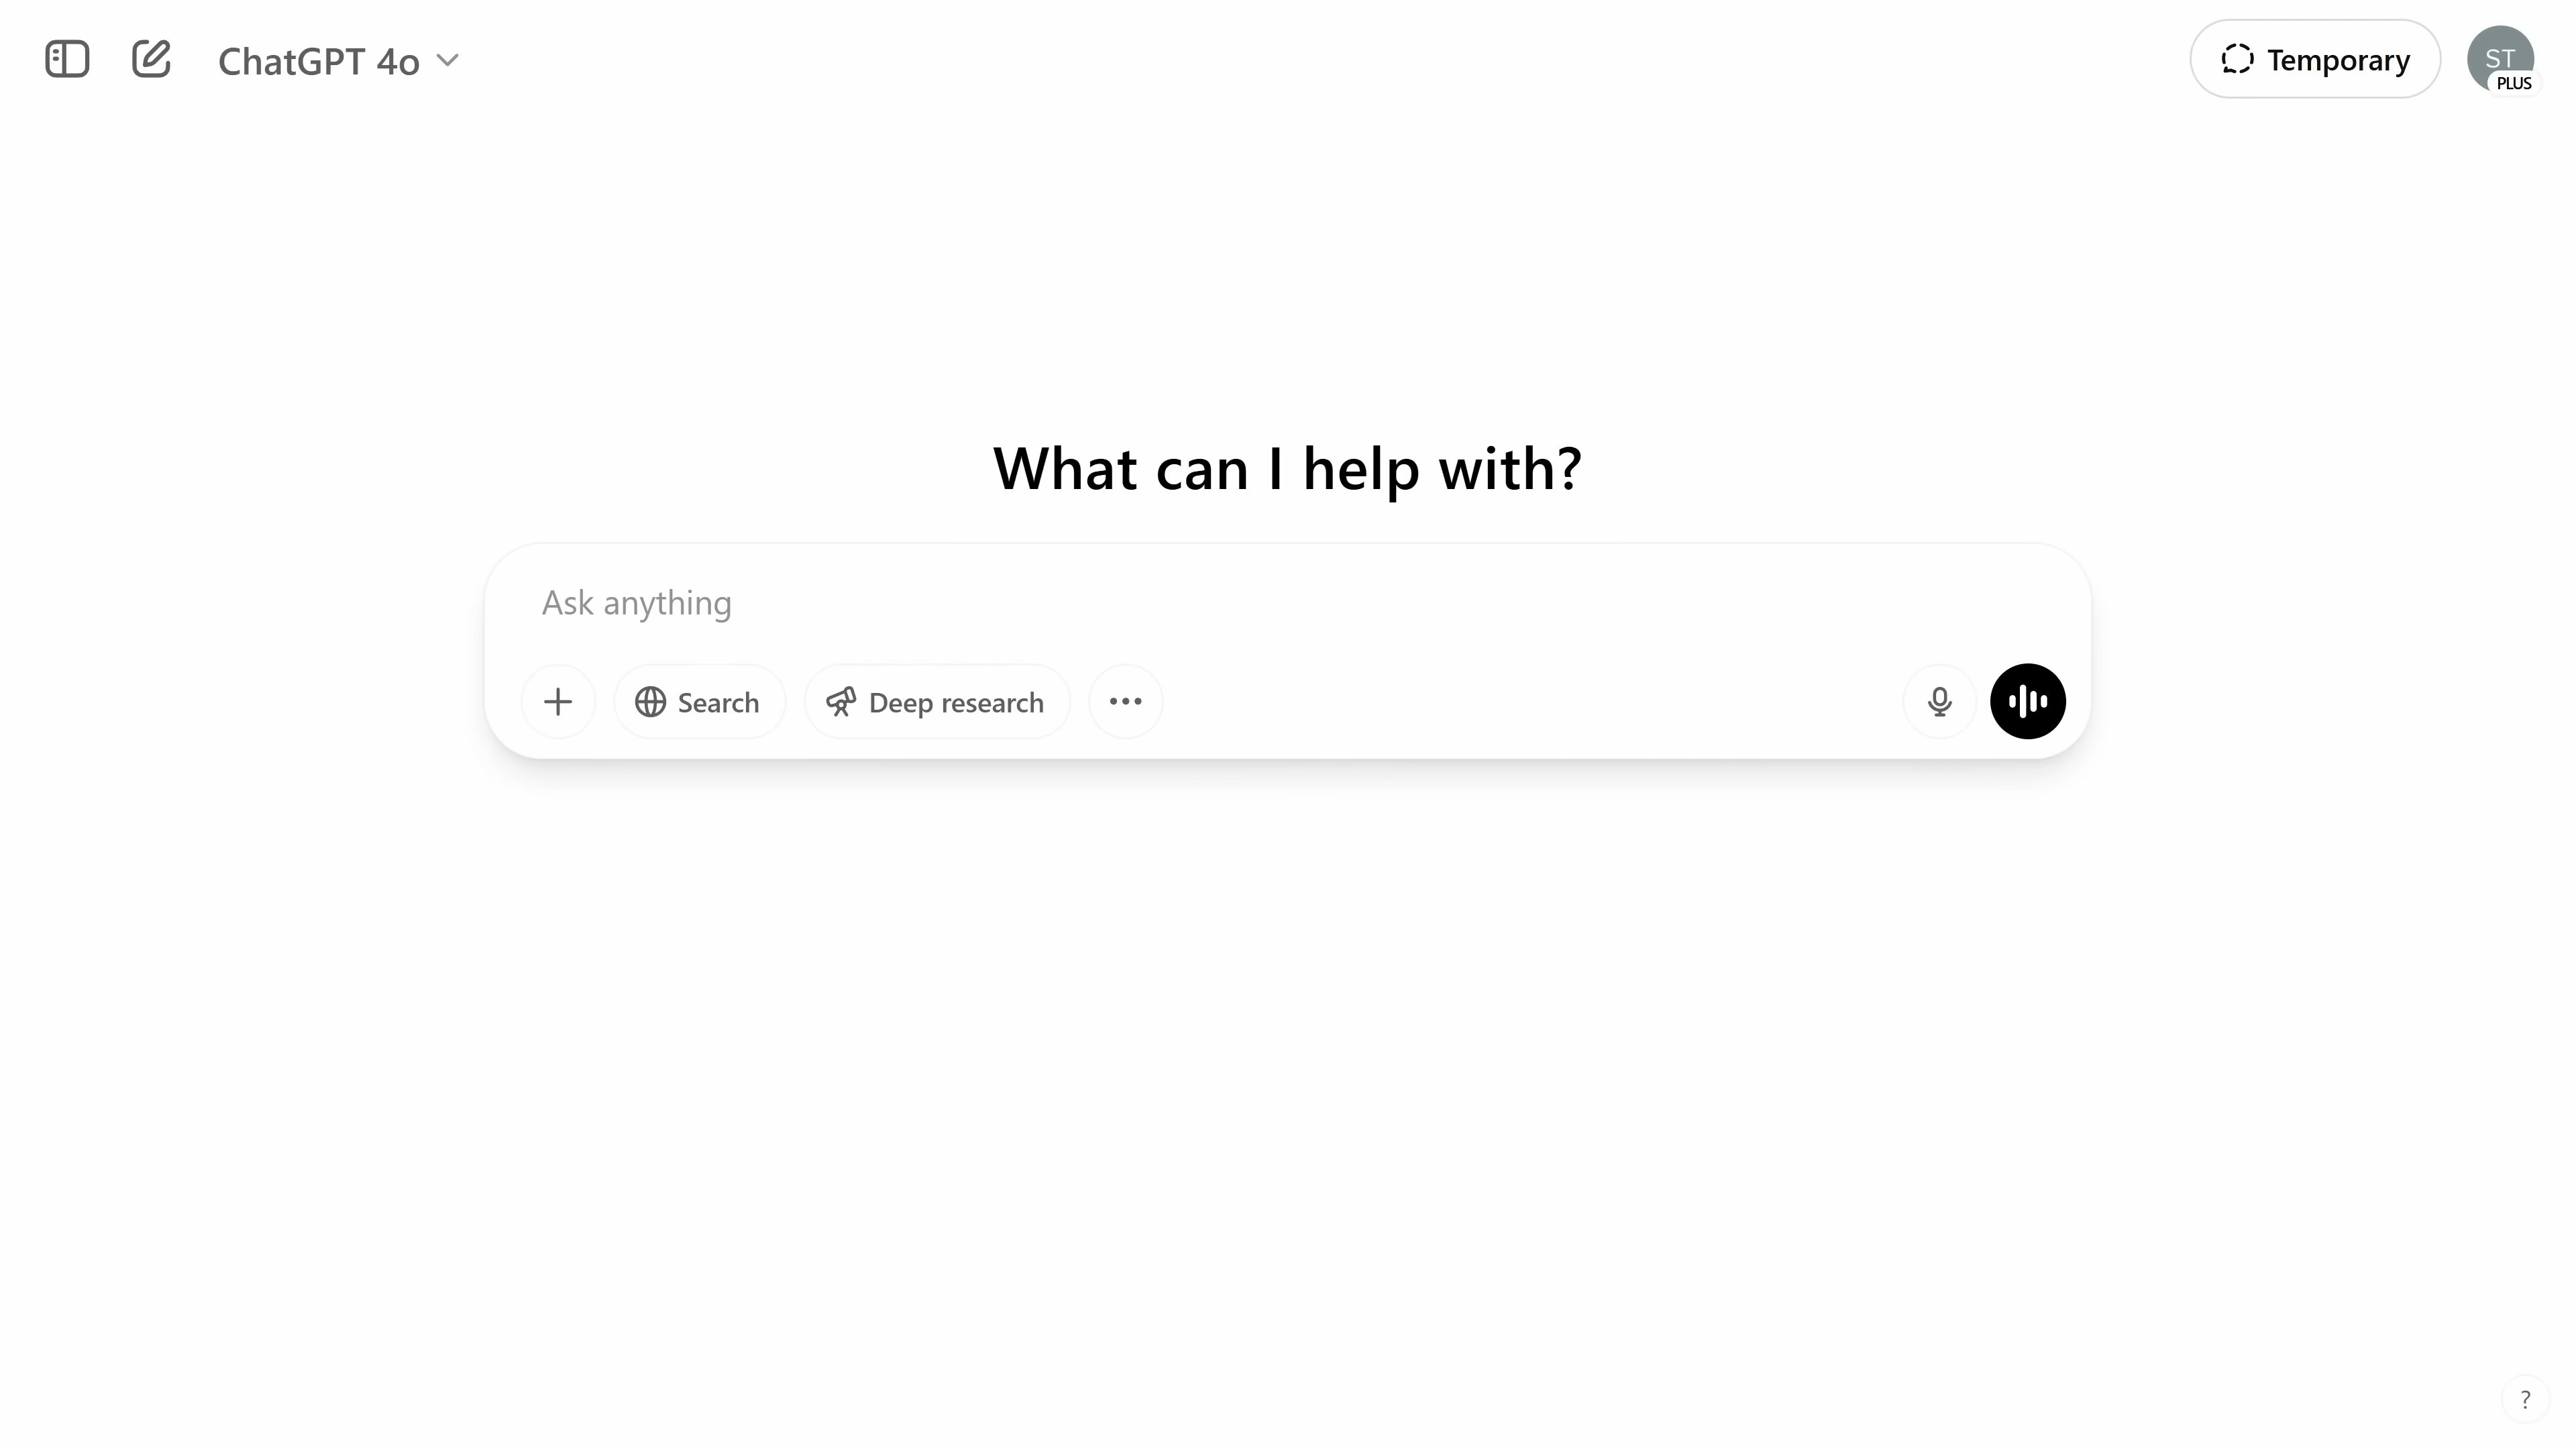 ChatGPT 4o
Temporary
ST
PLUS
What can I help with?
Ask anything
Search
Deep research
?